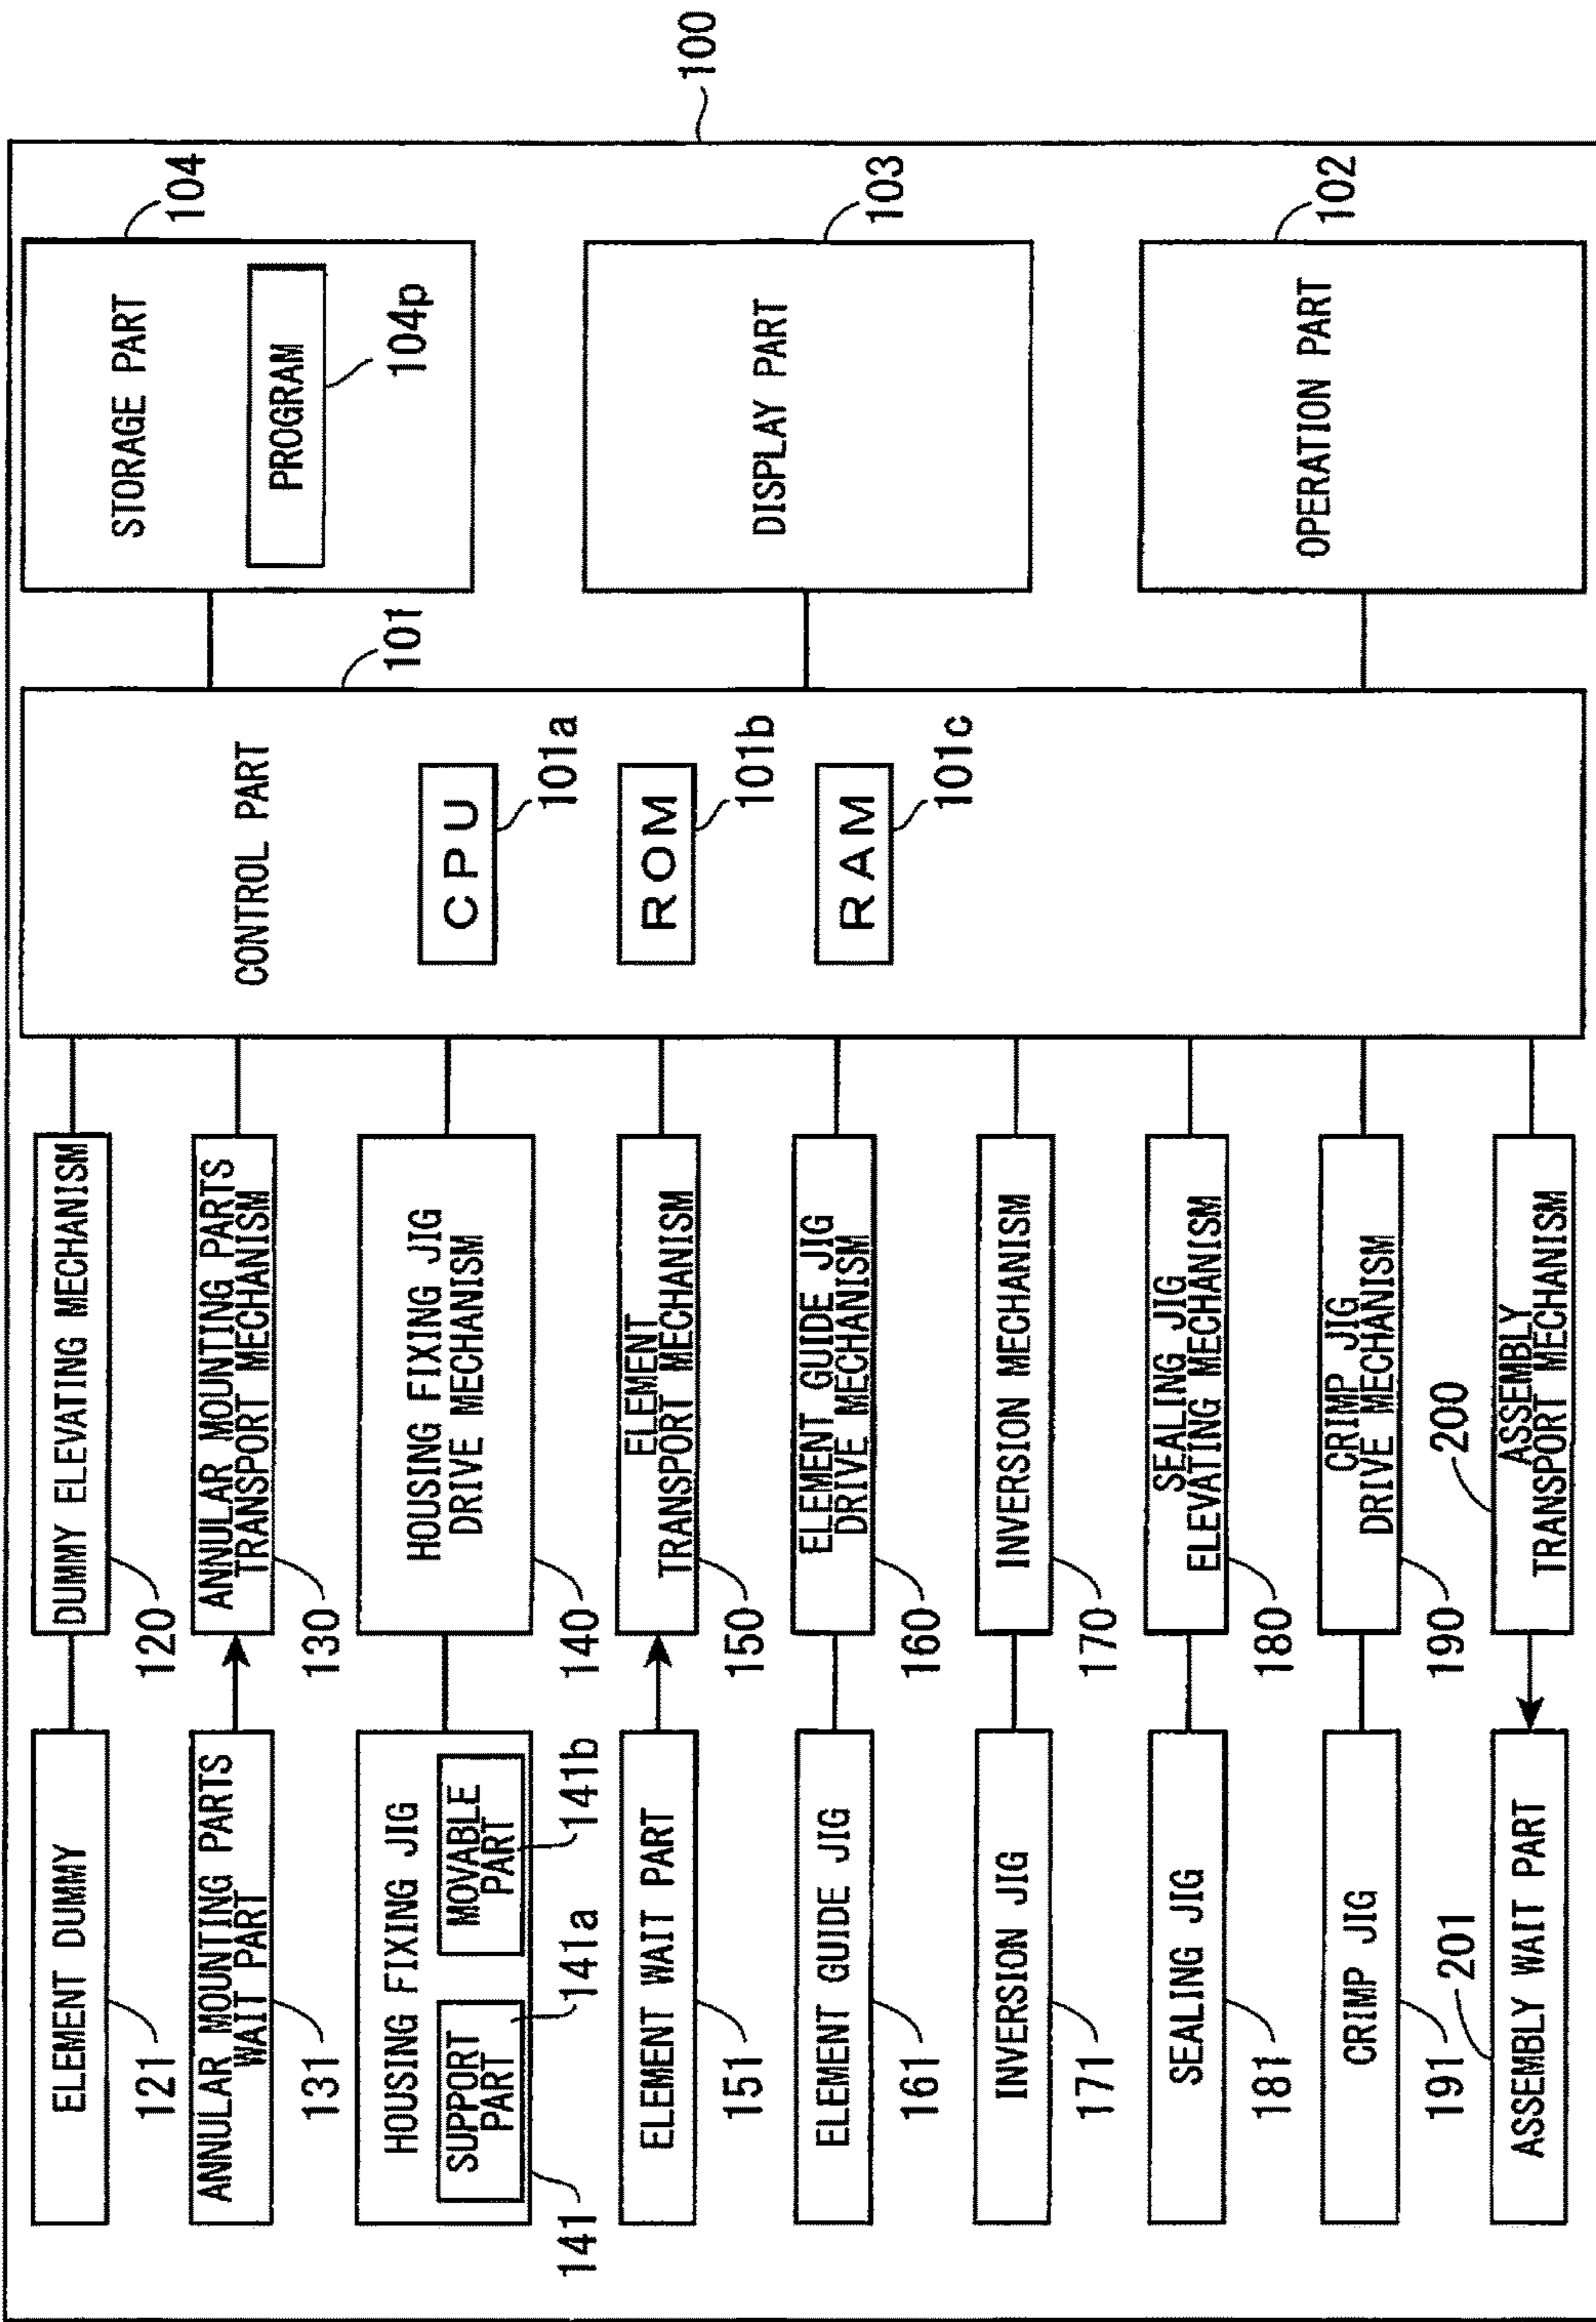 100
ELEMENT DUMMY
121
DUMMY ELEVATING MECHANISM
120
ANNULAR MOUNTING PARTS
WAIT PART
131
ANNULAR MOUNTING PARTS
TRANSPORT MECHANISM
130
HOUSING FIXING JIG
SUPPORT
PART
141a
MOVABLE
PART
141b
141
HOUSING FIXING JIG
DRIVE MECHANISM
140
ELEMENT WAIT PART
151
ELEMENT
TRANSPORT MECHANISM
150
ELEMENT GUIDE JIG
161
ELEMENT GUIDE JIG
DRIVE MECHANISM
160
INVERSION JIG
171
INVERSION MECHANISM
170
SEALING JIG
181
SEALING JIG
ELEVATING MECHANISM
180
CRIMP JIG
191
CRIMP JIG
DRIVE MECHANISM
190
ASSEMBLY WAIT PART
201
ASSEMBLY
TRANSPORT MECHANISM
200
CONTROL PART
101
CPU
101a
ROM
101b
RAM
101c
STORAGE PART
104
PROGRAM
104p
DISPLAY PART
103
OPERATION PART
102